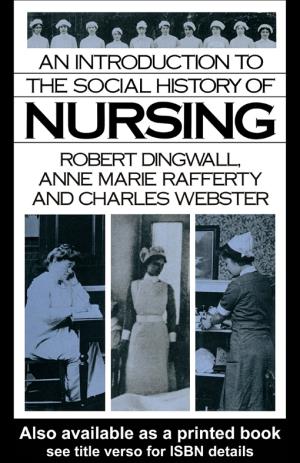 AN INTRODUCTION TO
THE SOCIAL HISTORY OF
NURSING
ROBERT DINGWALL,
ANNE MARIE RAFFERTY
AND CHARLES WEBSTER
Also available as a printed book
see title verso for ISBN details